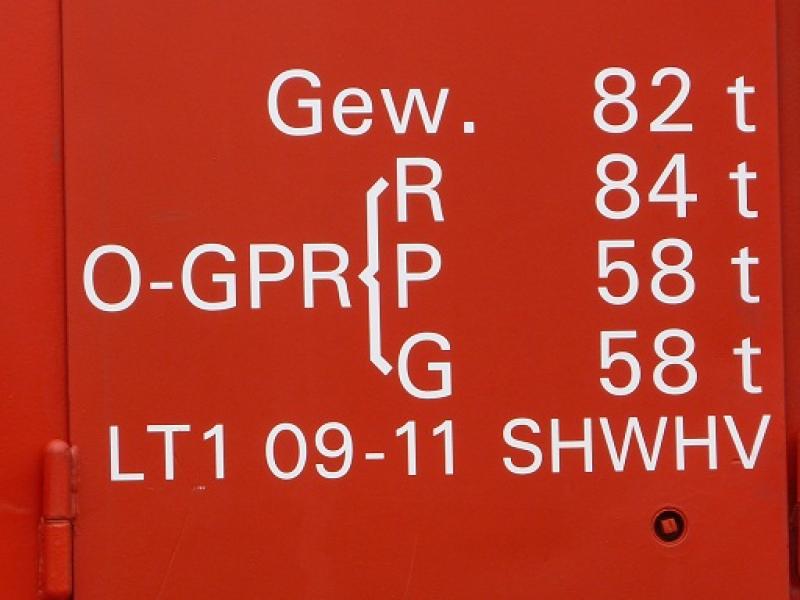 Gew. 82 t
R 84 t
O-GPR { P 58 t
G 58 t
LT1 09-11 SHWHV